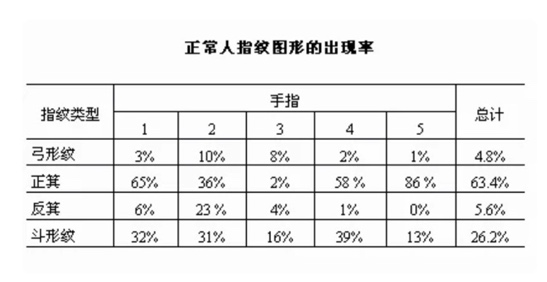 正常人指纹图形的出现率
指纹类型 手指 总计
1 2 3 4 5
弓形纹 3% 10% 8% 2% 1% 4.8%
正箕 65% 36% 2% 58 % 86 % 63.4%
反箕 6% 23 % 4% 1% 0% 5.6%
斗形纹 32% 31% 16% 39% 13% 26.2%